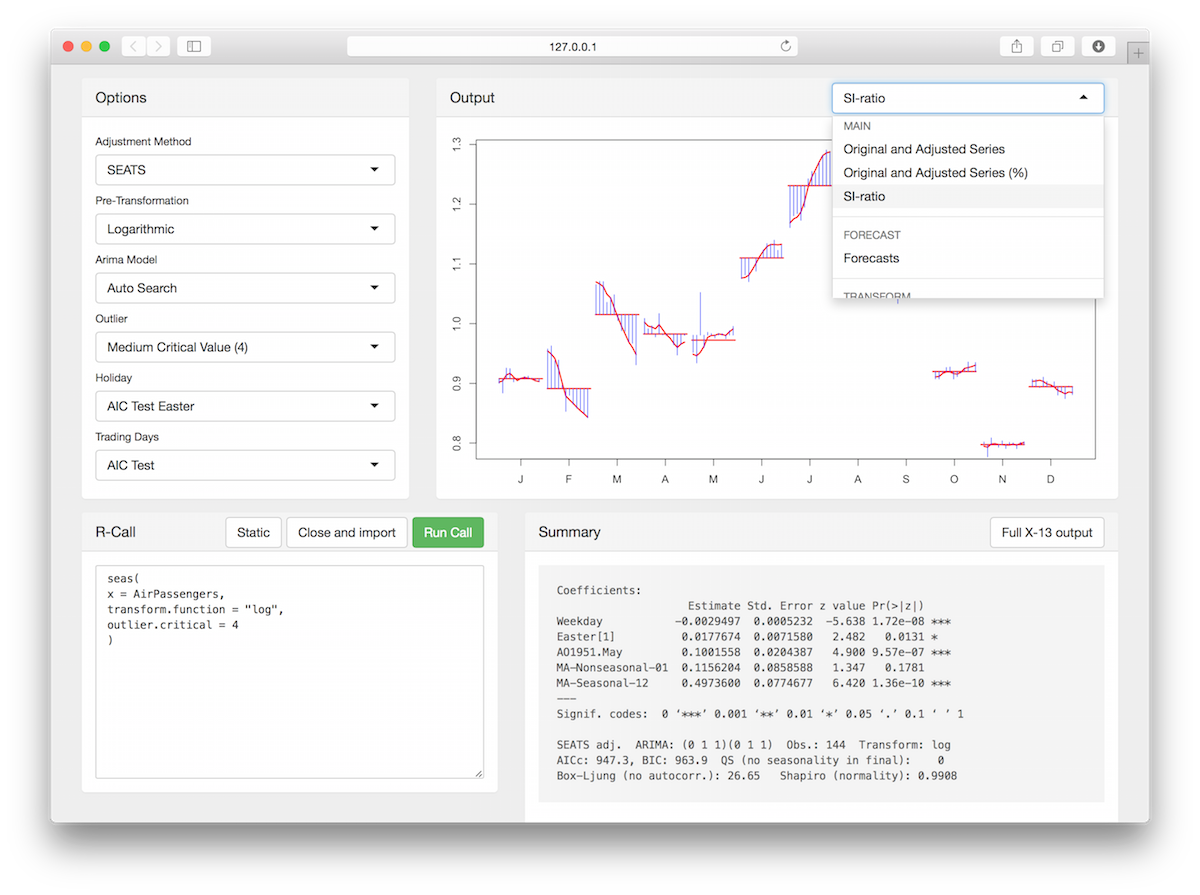 127.0.0.1
Options
Adjustment Method
SEATS
Pre-Transformation
Logarithmic
Arima Model
Auto Search
Outlier
Medium Critical Value (4)
Holiday
AIC Test Easter
Trading Days
AIC Test
Output
SI-ratio
MAIN
Original and Adjusted Series
Original and Adjusted Series (%)
SI-ratio
FORECAST
Forecasts
TRANSFORM
1.3
1.2
1.1
1.0
0.9
0.8
J F M A M J J A S O N D
R-Call
Static
Close and import
Run Call
seas(
x = AirPassengers,
transform.function = "log",
outlier.critical = 4
)
Summary
Full X-13 output
Coefficients:
Estimate Std. Error z value Pr(>|z|)
Weekday -0.0029497 0.0005232 -5.638 1.72e-08 ***
Easter[1] 0.0177674 0.0071580 2.482 0.0131 *
AO1951.May 0.1001558 0.0204387 4.900 9.57e-07 ***
MA-Nonseasonal-01 0.1156204 0.0858588 1.347 0.1781
MA-Seasonal-12 0.4973600 0.0774677 6.420 1.36e-10 ***
---
Signif. codes: 0 ‘***’ 0.001 ‘**’ 0.01 ‘*’ 0.05 ‘.’ 0.1 ‘ ’ 1
SEATS adj. ARIMA: (0 1 1)(0 1 1) Obs.: 144 Transform: log
AICc: 947.3, BIC: 963.9 QS (no seasonality in final): 0
Box-Ljung (no autocorr.): 26.65 Shapiro (normality): 0.9908